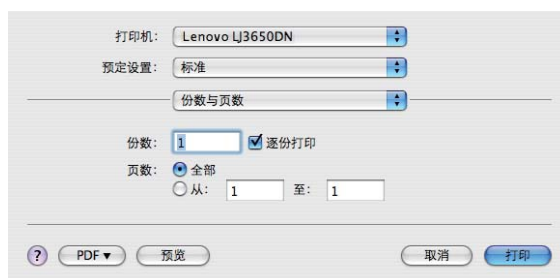 打印机: Lenovo LJ3650DN
预定设置: 标准
份数与页数
份数: 1 逐份打印
页数: 全部
从: 1 至: 1
? PDF▼ 预览 取消 打印